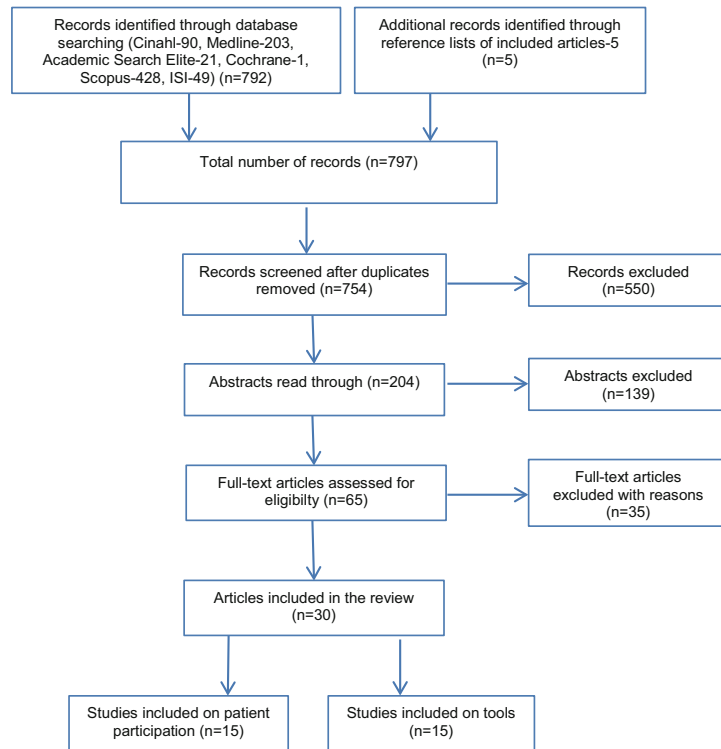 Records identified through database
searching (Cinahl-90, Medline-203,
Academic Search Elite-21, Cochrane-1,
Scopus-428, ISI-49) (n=792)
Additional records identified through
reference lists of included articles-5
(n=5)
Total number of records (n=797)
Records screened after duplicates
removed (n=754)
Records excluded
(n=550)
Abstracts read through (n=204)
Abstracts excluded
(n=139)
Full-text articles assessed for
eligibilty (n=65)
Full-text articles
excluded with reasons
(n=35)
Articles included in the review
(n=30)
Studies included on patient
participation (n=15)
Studies included on tools
(n=15)